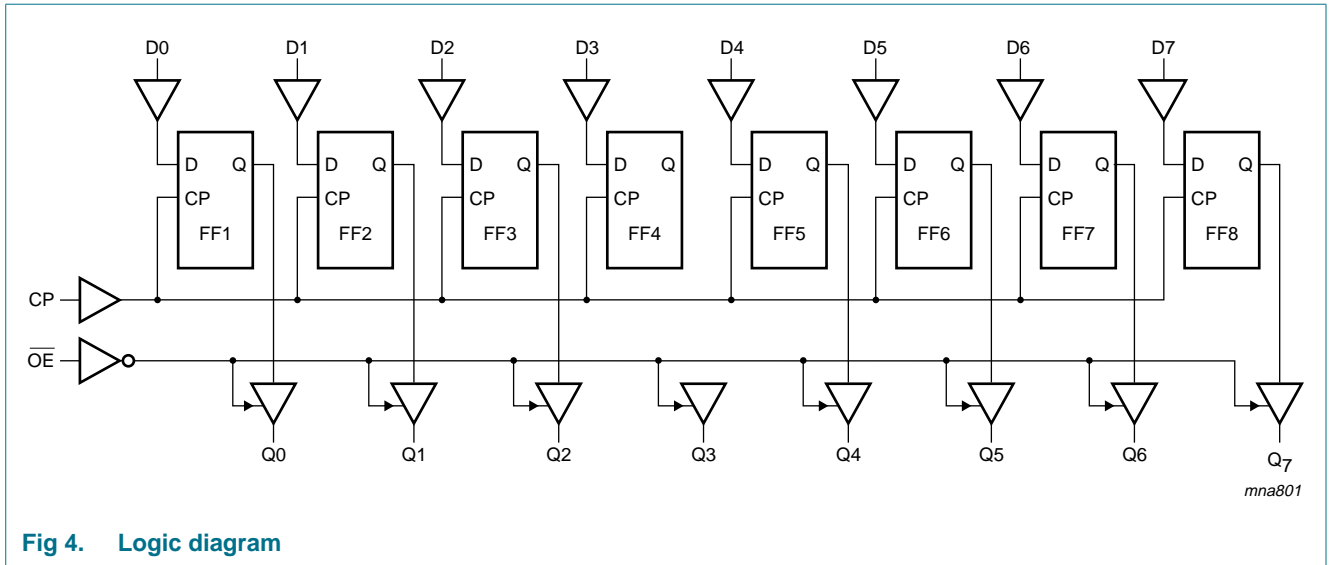 D0 D1 D2 D3 D4 D5 D6 D7
D Q D Q D Q D Q D Q D Q D Q D Q
CP CP CP CP CP CP CP CP
FF1 FF2 FF3 FF4 FF5 FF6 FF7 FF8
CP
OE
Q0 Q1 Q2 Q3 Q4 Q5 Q6 Q7
mna801
Fig 4. Logic diagram